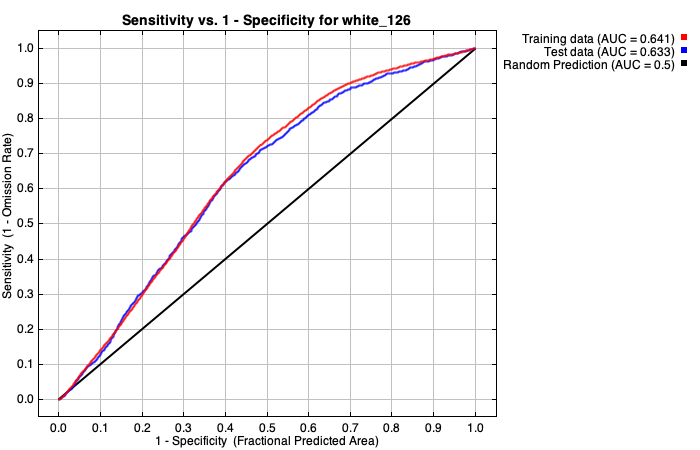 Sensitivity vs. 1 - Specificity for white_126
Training data (AUC = 0.641)
Test data (AUC = 0.633)
Random Prediction (AUC = 0.5)
Sensitivity (1 - Omission Rate)
1.0
0.9
0.8
0.7
0.6
0.5
0.4
0.3
0.2
0.1
0.0
0.0 0.1 0.2 0.3 0.4 0.5 0.6 0.7 0.8 0.9 1.0
1 - Specificity (Fractional Predicted Area)